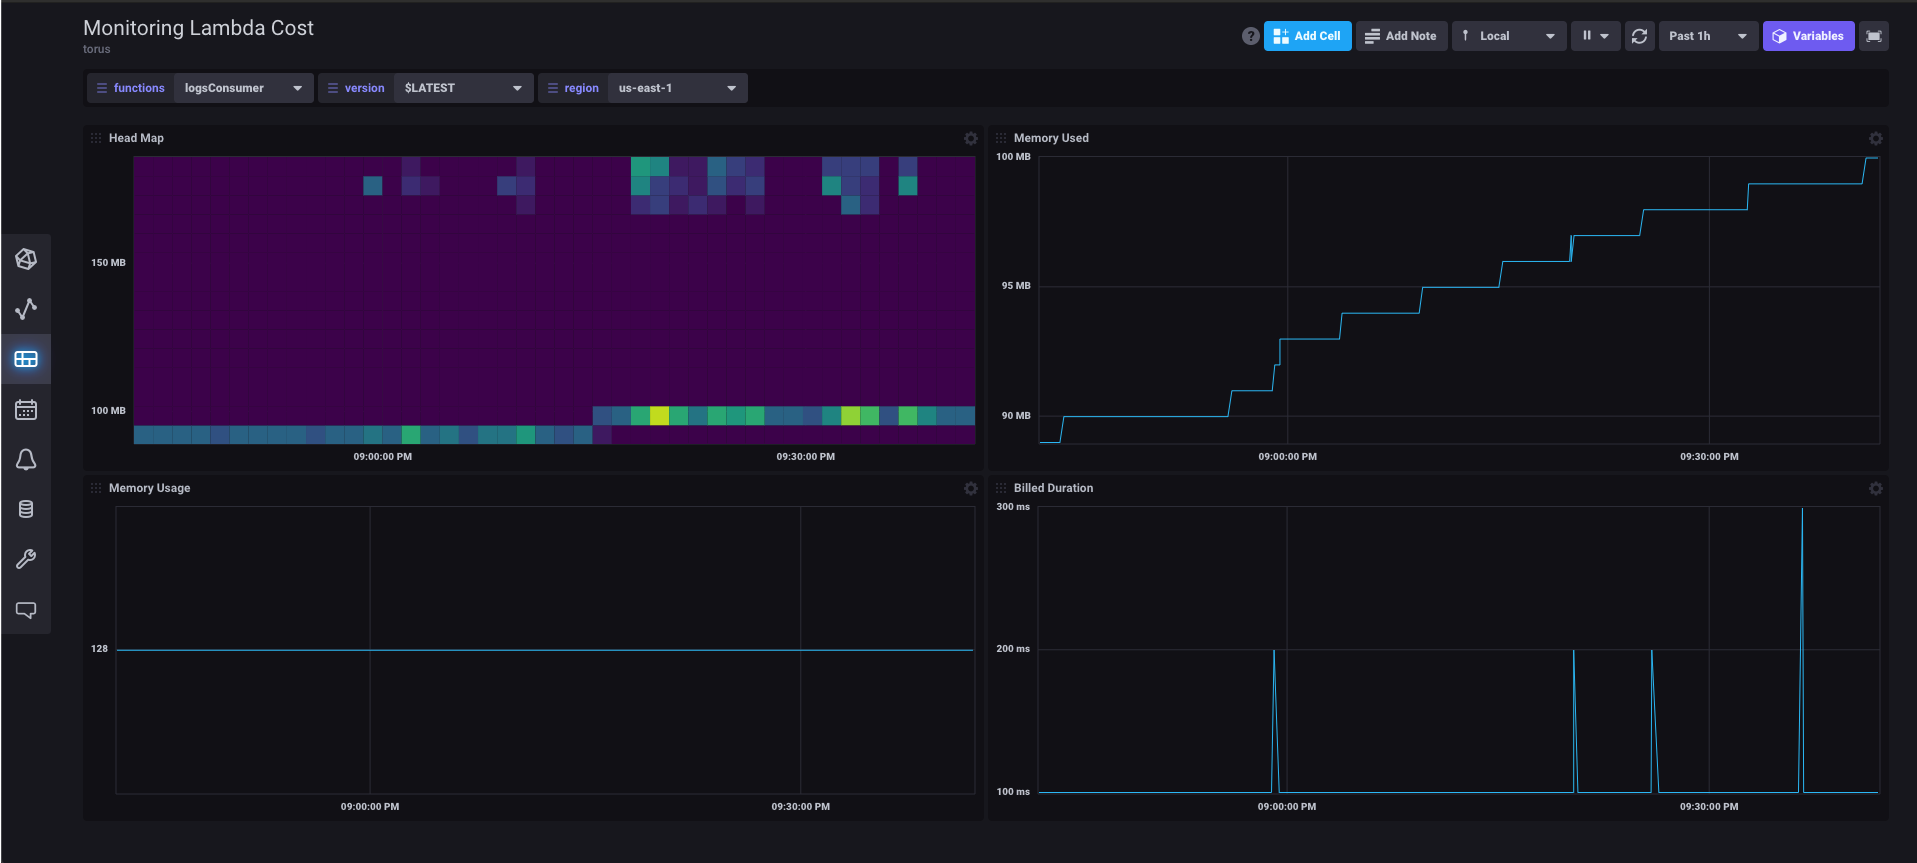 Monitoring Lambda Cost
torus
? Add Cell Add Note Local Past 1h Variables
functions logsConsumer version $LATEST region us-east-1
Head Map
150 MB
100 MB
09:00:00 PM 09:30:00 PM
Memory Used
100 MB
95 MB
90 MB
09:00:00 PM 09:30:00 PM
Memory Usage
128
09:00:00 PM 09:30:00 PM
Billed Duration
300 ms
200 ms
100 ms
09:00:00 PM 09:30:00 PM